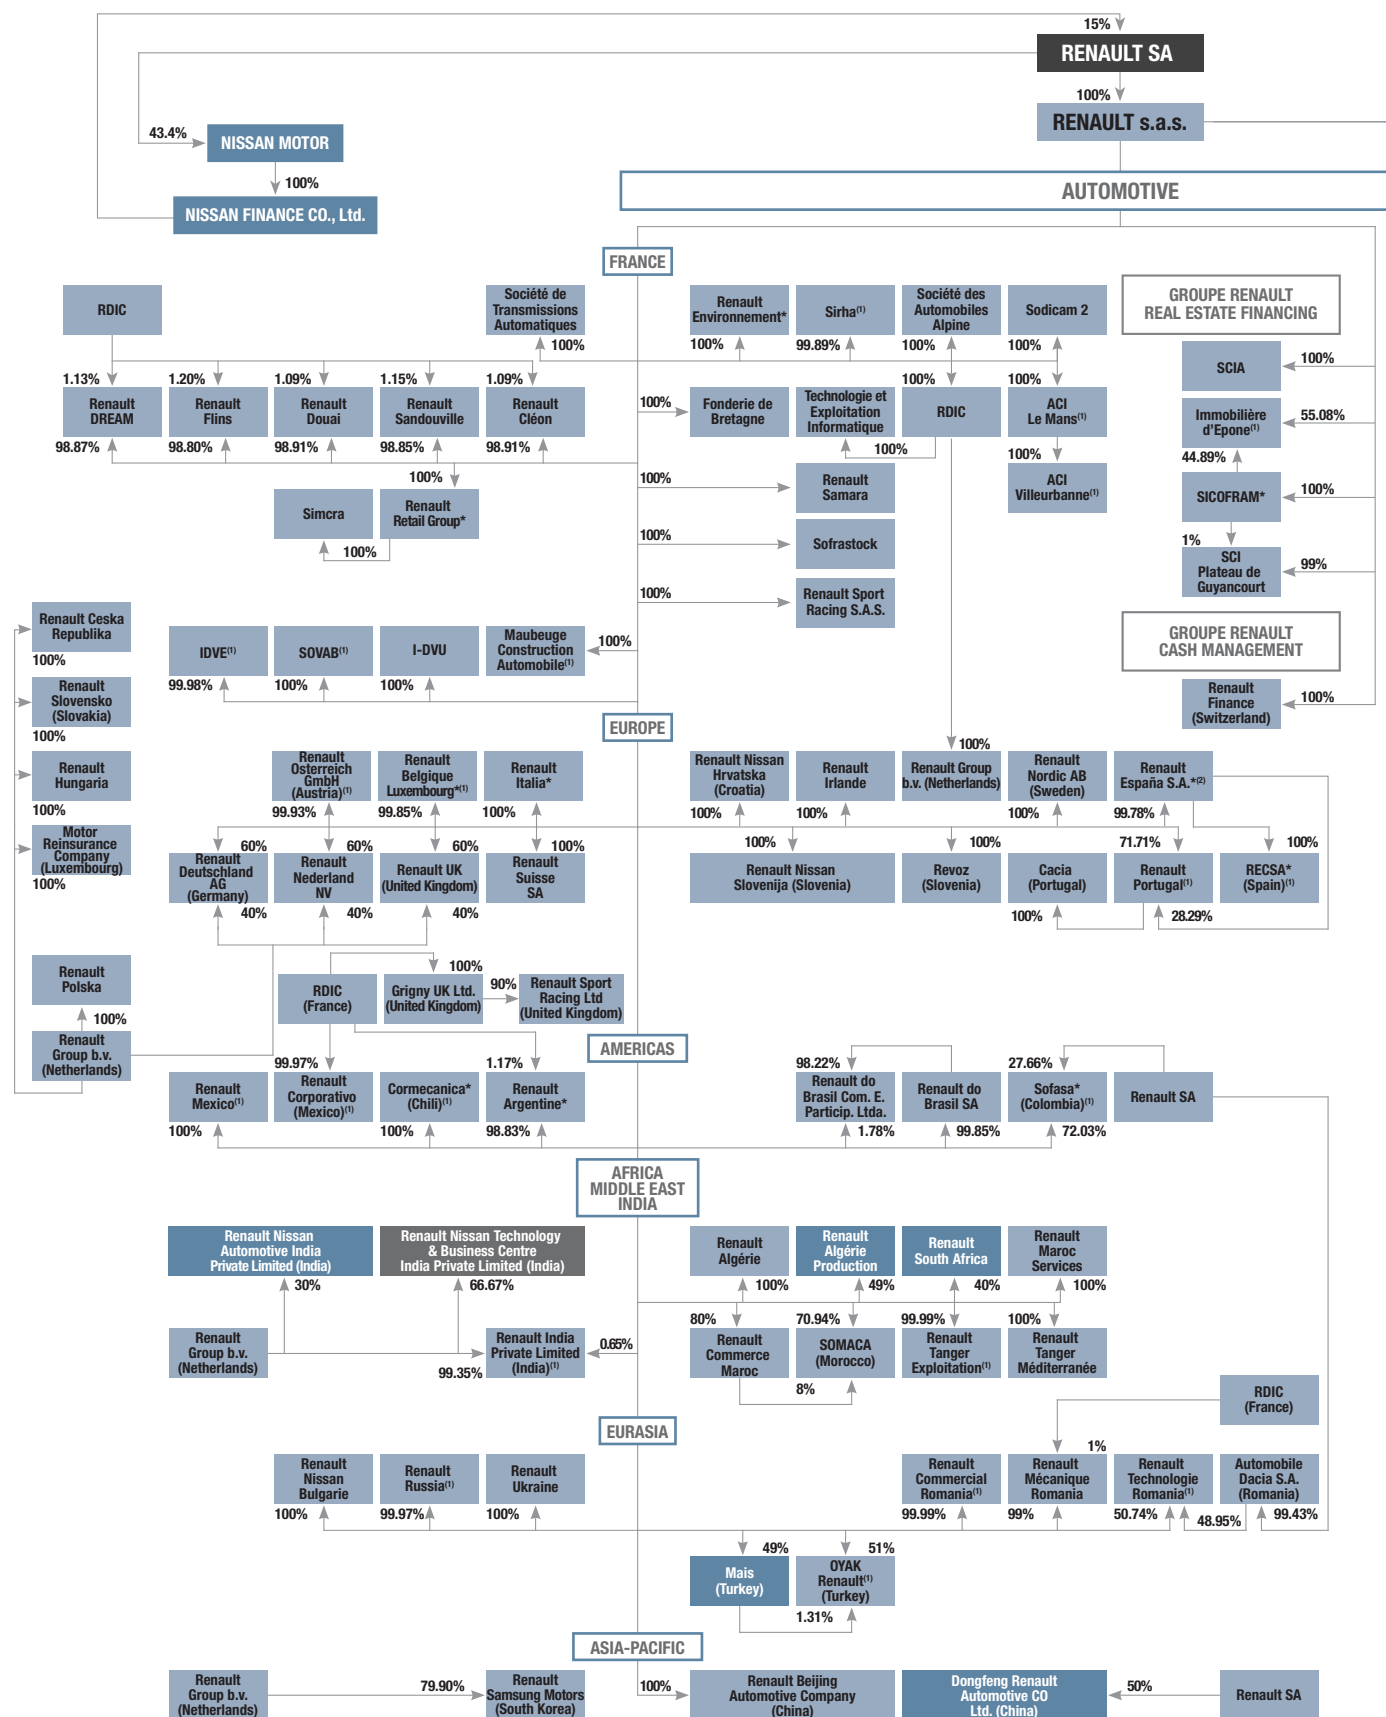 15%
RENAULT SA
100%
RENAULT s.a.s.
43.4%
NISSAN MOTOR
100%
NISSAN FINANCE CO., Ltd.
AUTOMOTIVE
FRANCE
RDIC
Société de
Transmissions
Automatiques
100%
Renault
Environnement*
100%
Sirha(1)
99.89%
Société des
Automobiles
Alpine
100%
Sodicam 2
100%
GROUPE RENAULT
REAL ESTATE FINANCING
1.13%
Renault
DREAM
98.87%
1.20%
Renault
Flins
98.80%
1.09%
Renault
Douai
98.91%
1.15%
Renault
Sandouville
98.85%
1.09%
Renault
Cléon
98.91%
100%
Fonderie de
Bretagne
Technologie et
Exploitation
Informatique
100%
100%
RDIC
100%
ACI
Le Mans(1)
100%
ACI
Villeurbanne(1)
SCIA
100%
Immobilière
d'Epone(1)
55.08%
44.89%
SICOFRAM*
100%
1%
SCI
Plateau de
Guyancourt
99%
100%
Simcra
Renault
Retail Group*
100%
100%
Renault
Samara
100%
Sofrastock
100%
Renault Sport
Racing S.A.S.
GROUPE RENAULT
CASH MANAGEMENT
Renault
Finance
(Switzerland)
100%
Renault Ceska
Republika
100%
Renault
Slovensko
(Slovakia)
100%
Renault
Hungaria
100%
Motor
Reinsurance
Company
(Luxembourg)
100%
IDVE(1)
99.98%
SOVAB(1)
100%
I-DVU
100%
Maubeuge
Construction
Automobile(1)
100%
EUROPE
Renault
Osterreich
GmbH
(Austria)(1)
99.93%
Renault
Belgique
Luxembourg*(1)
99.85%
Renault
Italia*
100%
Renault Nissan
Hrvatska
(Croatia)
100%
Renault
Irlande
100%
100%
Renault Group
b.v. (Netherlands)
Renault
Nordic AB
(Sweden)
100%
Renault
España S.A.*(2)
99.78%
60%
Renault
Deutschland
AG
(Germany)
40%
60%
Renault
Nederland
NV
40%
60%
Renault UK
(United Kingdom)
40%
100%
Renault
Suisse
SA
100%
Renault Nissan
Slovenija (Slovenia)
100%
Revoz
(Slovenia)
Cacia
(Portugal)
100%
71.71%
Renault
Portugal(1)
28.29%
100%
RECSA*
(Spain)(1)
Renault
Polska
100%
Renault
Group b.v.
(Netherlands)
RDIC
(France)
100%
Grigny UK Ltd.
(United Kingdom)
90%
Renault Sport
Racing Ltd
(United Kingdom)
AMERICAS
Renault
Mexico(1)
100%
99.97%
Renault
Corporativo
(Mexico)(1)
Cormecanica*
(Chili)(1)
100%
1.17%
Renault
Argentine*
98.83%
98.22%
Renault do
Brasil Com. E.
Particip. Ltda.
1.78%
Renault do
Brasil SA
99.85%
27.66%
Sofasa*
(Colombia)(1)
72.03%
Renault SA
AFRICA
MIDDLE EAST
INDIA
Renault Nissan
Automotive India
Private Limited (India)
30%
Renault Nissan Technology
& Business Centre
India Private Limited (India)
66.67%
Renault
Algérie
100%
Renault
Algérie
Production
49%
Renault
South Africa
40%
Renault
Maroc
Services
100%
Renault
Group b.v.
(Netherlands)
99.35%
Renault India
Private Limited
(India)(1)
0.65%
80%
Renault
Commerce
Maroc
8%
70.94%
SOMACA
(Morocco)
99.99%
Renault
Tanger
Exploitation(1)
100%
Renault
Tanger
Méditerranée
RDIC
(France)
EURASIA
Renault
Nissan
Bulgarie
100%
Renault
Russia(1)
99.97%
Renault
Ukraine
100%
Renault
Commercial
Romania(1)
99.99%
1%
Renault
Mécanique
Romania
99%
Renault
Technologie
Romania(1)
50.74%
48.95%
Automobile
Dacia S.A.
(Romania)
99.43%
49%
Mais
(Turkey)
1.31%
51%
OYAK
Renault(1)
(Turkey)
ASIA-PACIFIC
Renault
Group b.v.
(Netherlands)
79.90%
Renault
Samsung Motors
(South Korea)
100%
Renault Beijing
Automotive Company
(China)
Dongfeng Renault
Automotive CO
Ltd. (China)
50%
Renault SA